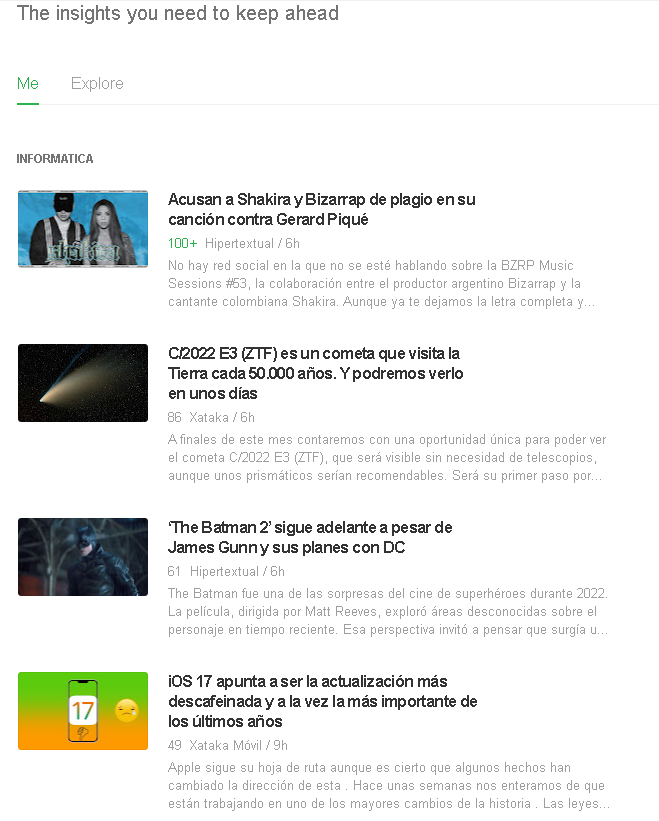 The insights you need to keep ahead
Me Explore
INFORMATICA
Acusan a Shakira y Bizarrap de plagio en su
canción contra Gerard Piqué
100+ Hipertextual / 6h
No hay red social en la que no se esté hablando sobre la BZRP Music
Sessions #53, la colaboración entre el productor argentino Bizarrap y la
cantante colombiana Shakira. Aunque ya te dejamos la letra completa y…
C/2022 E3 (ZTF) es un cometa que visita la
Tierra cada 50.000 años. Y podremos verlo
en unos días
86 Xataka / 6h
A finales de este mes contaremos con una oportunidad única para poder ver
el cometa C/2022 E3 (ZTF), que será visible sin necesidad de telescopios,
aunque unos prismáticos serían recomendables. Será su primer paso por…
‘The Batman 2’ sigue adelante a pesar de
James Gunn y sus planes con DC
61 Hipertextual / 6h
The Batman fue una de las sorpresas del cine de superhéroes durante 2022.
La película, dirigida por Matt Reeves, exploró áreas desconocidas sobre el
personaje en tiempo reciente. Esa perspectiva invitó a pensar que surgía u…
17
iOS 17 apunta a ser la actualización más
descafeinada y a la vez la más importante de
los últimos años
49 Xataka Móvil / 9h
Apple sigue su hoja de ruta aunque es cierto que algunos hechos han
cambiado la dirección de esta . Hace unas semanas nos enteramos de que
están trabajando en uno de los mayores cambios de la historia . Las leyes…